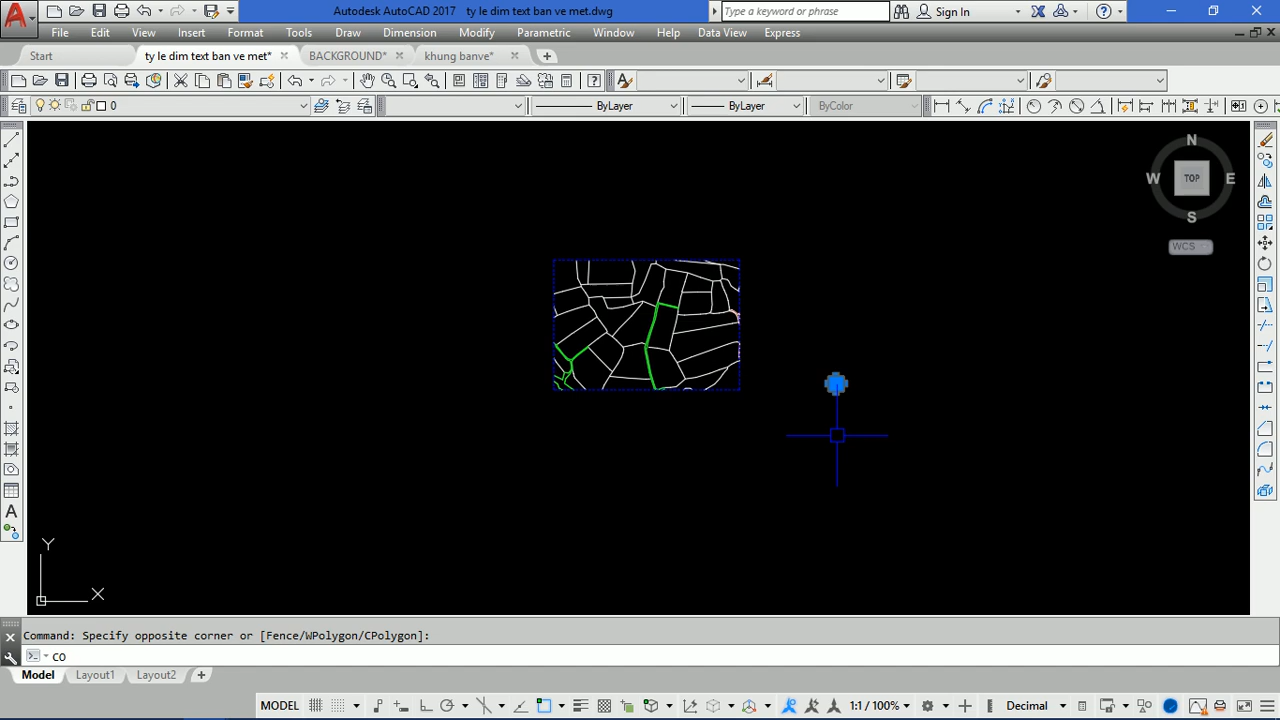 Autodesk AutoCAD 2017 ty le dim text ban ve met.dwg
Type a keyword or phrase
Sign In
File Edit View Insert Format Tools Draw Dimension Modify Parametric Window Help Data View Express
Start ty le dim text ban ve met* BACKGROUND* khung banve*
0 ByLayer ByLayer ByColor
N
W TOP E
S
WCS
Y
X
Command: Specify opposite corner or [Fence/WPolygon/CPolygon]:
CO
Model Layout1 Layout2
MODEL 1:1 / 100% Decimal